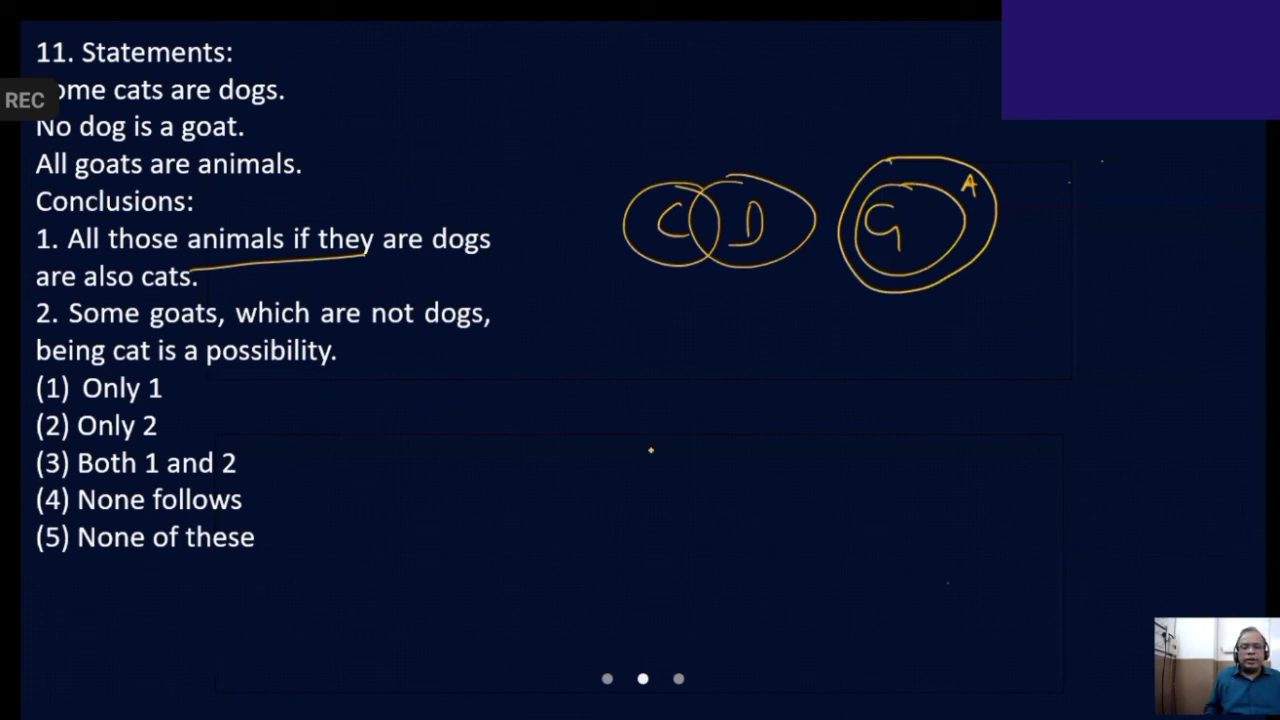 11. Statements:
REC ome cats are dogs.
No dog is a goat.
All goats are animals.
Conclusions:
1. All those animals if they are dogs
are also cats.
2. Some goats, which are not dogs,
being cat is a possibility.
(1) Only 1
(2) Only 2
(3) Both 1 and 2
(4) None follows
(5) None of these
C D G A